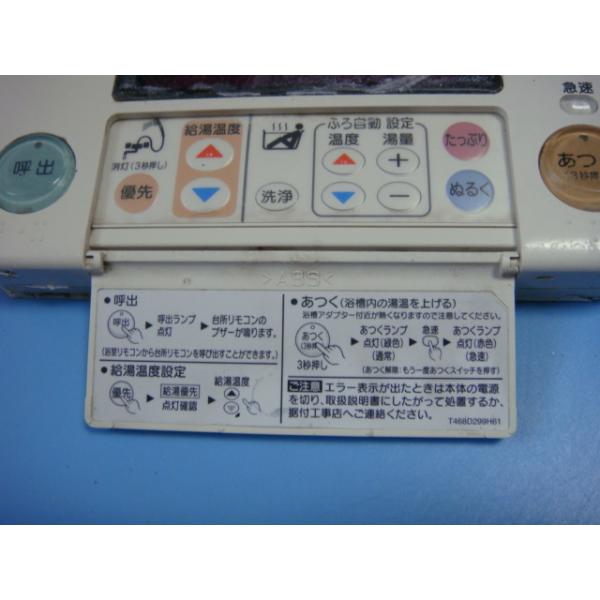 急速
呼出
消灯(3秒押し)
優先
給湯温度
洗浄
ふろ自動 設定
温度 湯量
たっぷり
ぬるく
あつ
3秒押
>ABS<
●呼出
呼出 ▶ 呼出ランプ点灯 ▶ 台所リモコンのブザーが鳴ります。
(浴室リモコンから台所リモコンを呼び出すことができます。)
●給湯温度設定
優先 ▶ 給湯優先 点灯確認 ▶ 給湯温度
●あつく(浴槽内の湯温を上げる)
浴槽アダプター付近が熱くなりますので注意してください。
あつく ▶ あつくランプ 点灯(緑色) (通常) ▶ 急速 ▶ あつくランプ 点灯(赤色) (急速)
3秒押し
(あつく解除:もう一度あつくスイッチを押す)
ご注意 エラー表示が出たときは本体の電源
を切り、取扱説明書にしたがって処置するか、
据付工事店へご連絡ください。
T468D299H61